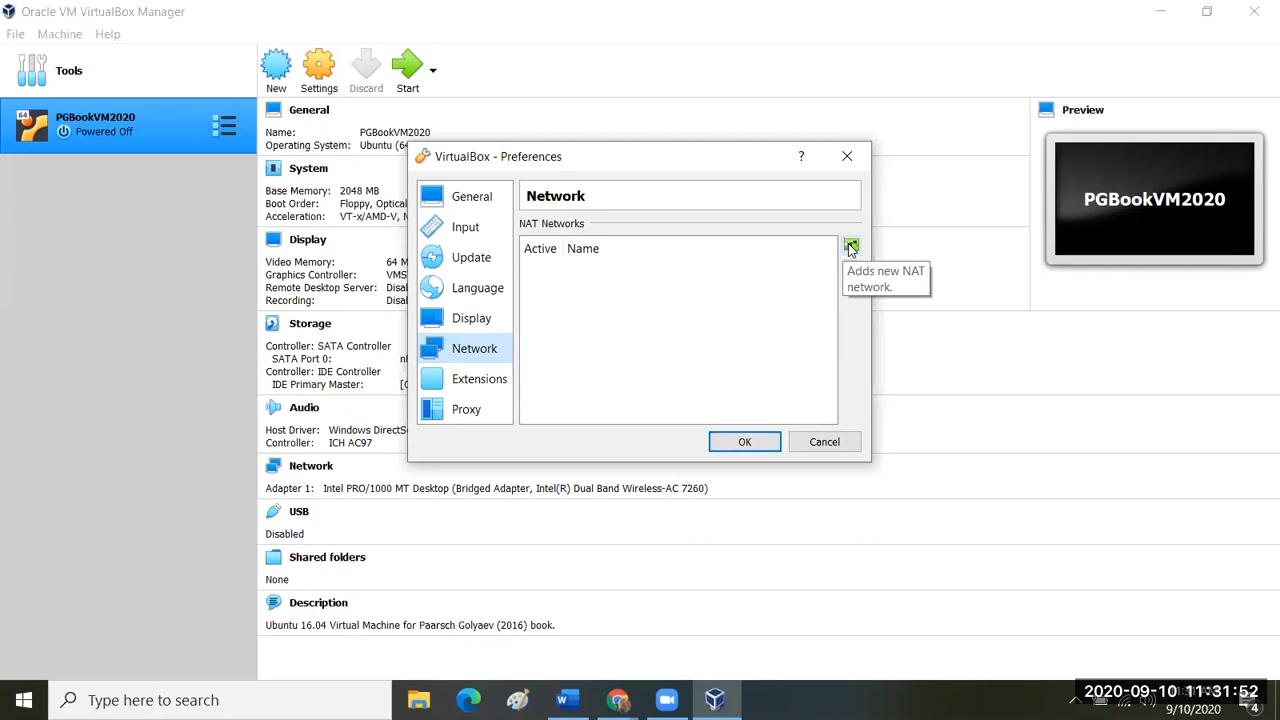 Oracle VM VirtualBox Manager
File Machine Help
Tools
New Settings Discard Start
64 PGBookVM2020
Powered Off
General
Name: PGBookVM2020
Operating System: Ubuntu (64
System
Base Memory: 2048 MB
Boot Order: Floppy, Optical
Acceleration: VT-x/AMD-V, N
Display
Video Memory: 64 M
Graphics Controller: VMS
Remote Desktop Server: Disa
Recording: Disa
Storage
Controller: SATA Controller
SATA Port 0:
Controller: IDE Controller
IDE Primary Master: [
Audio
Host Driver: Windows DirectS
Controller: ICH AC97
Network
Adapter 1: Intel PRO/1000 MT Desktop (Bridged Adapter, Intel(R) Dual Band Wireless-AC 7260)
USB
Disabled
Shared folders
None
Description
Ubuntu 16.04 Virtual Machine for Paarsch Golyaev (2016) book.
Preview
PGBookVM2020
VirtualBox - Preferences ?
General
Input
Update
Language
Display
Network
Extensions
Proxy
Network
NAT Networks
Active Name
Adds new NAT
network.
OK Cancel
Type here to search
2020-09-10 11:31:52
9/10/2020
4